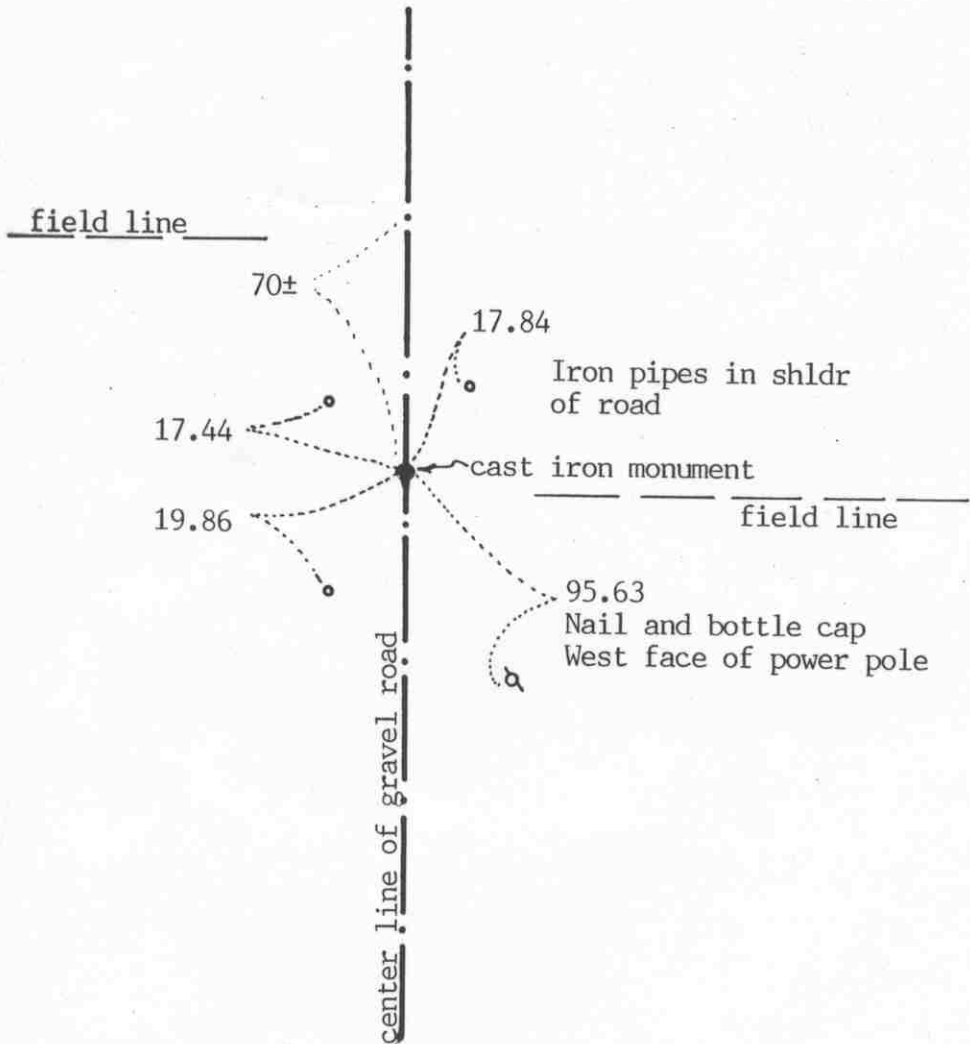 field line
70±
17.84
Iron pipes in shldr
of road
17.44
cast iron monument
field line
19.86
95.63
Nail and bottle cap
West face of power pole
center line of gravel road